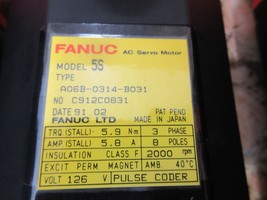 FANUC AC Servo Motor
MODEL 5S
TYPE
A06B-0314-B031
NO C912C0831
DATE 91.02 PAT PEND
FANUC LTD MADE IN JAPAN
TRQ (STALL) 5.9 Nm 3 PHASE
AMP (STALL) 5.8 A 8 POLES
INSULATION CLASS F 2000 rpm
EXCIT PERM MAGNET AMB. 40°C
VOLT 126 V PULSE CODER